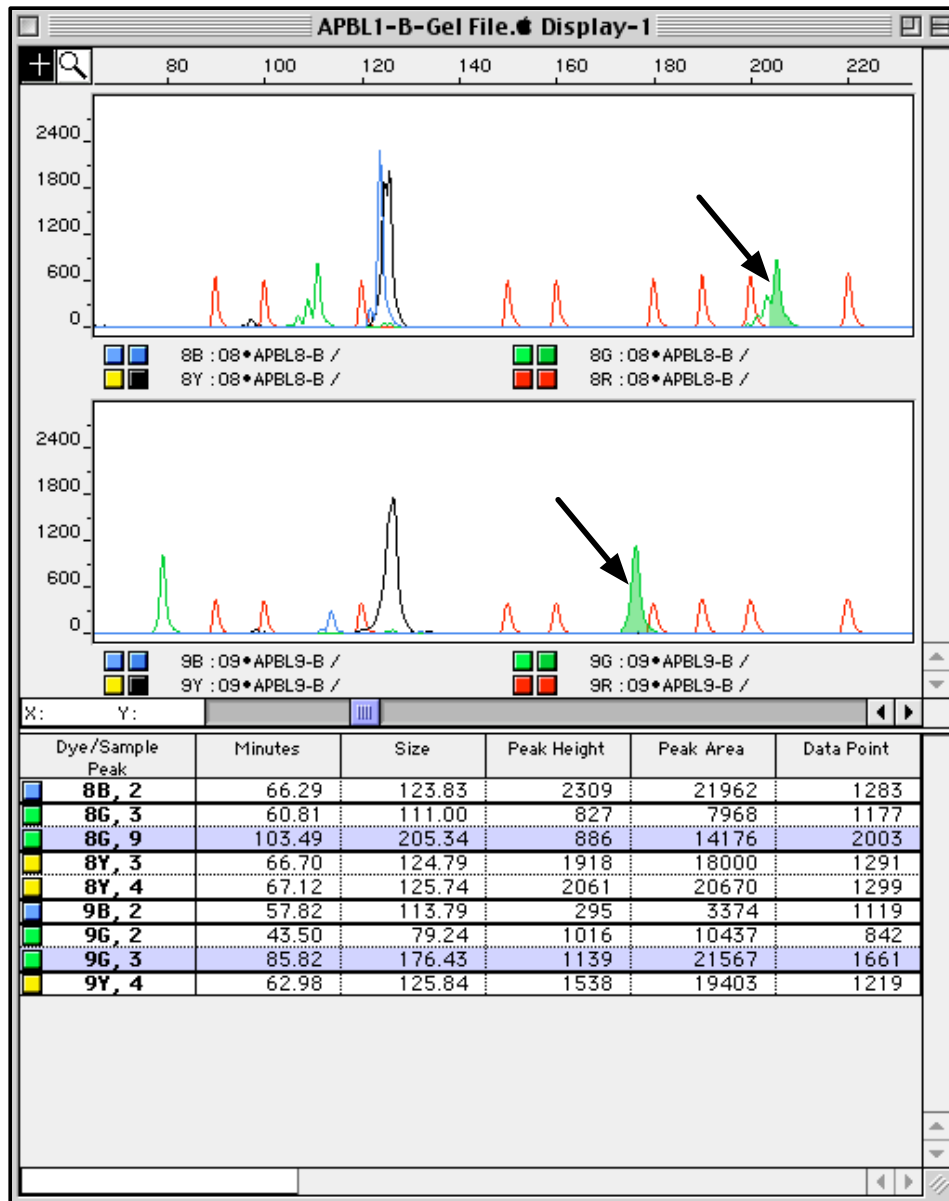 APBL1-B-Gel File. Display-1
80 100 120 140 160 180 200 220
2400
1800
1200
600
0
8B : 08•APBL8-B / 8G : 08•APBL8-B /
8Y : 08•APBL8-B / 8R : 08•APBL8-B /
2400
1800
1200
600
0
9B : 09•APBL9-B / 9G : 09•APBL9-B /
9Y : 09•APBL9-B / 9R : 09•APBL9-B /
X: Y:
Dye/Sample Minutes Size Peak Height Peak Area Data Point
Peak
8B, 2 66.29 123.83 2309 21962 1283
8G, 3 60.81 111.00 827 7968 1177
8G, 9 103.49 205.34 886 14176 2003
8Y, 3 66.70 124.79 1918 18000 1291
8Y, 4 67.12 125.74 2061 20670 1299
9B, 2 57.82 113.79 295 3374 1119
9G, 2 43.50 79.24 1016 10437 842
9G, 3 85.82 176.43 1139 21567 1661
9Y, 4 62.98 125.84 1538 19403 1219